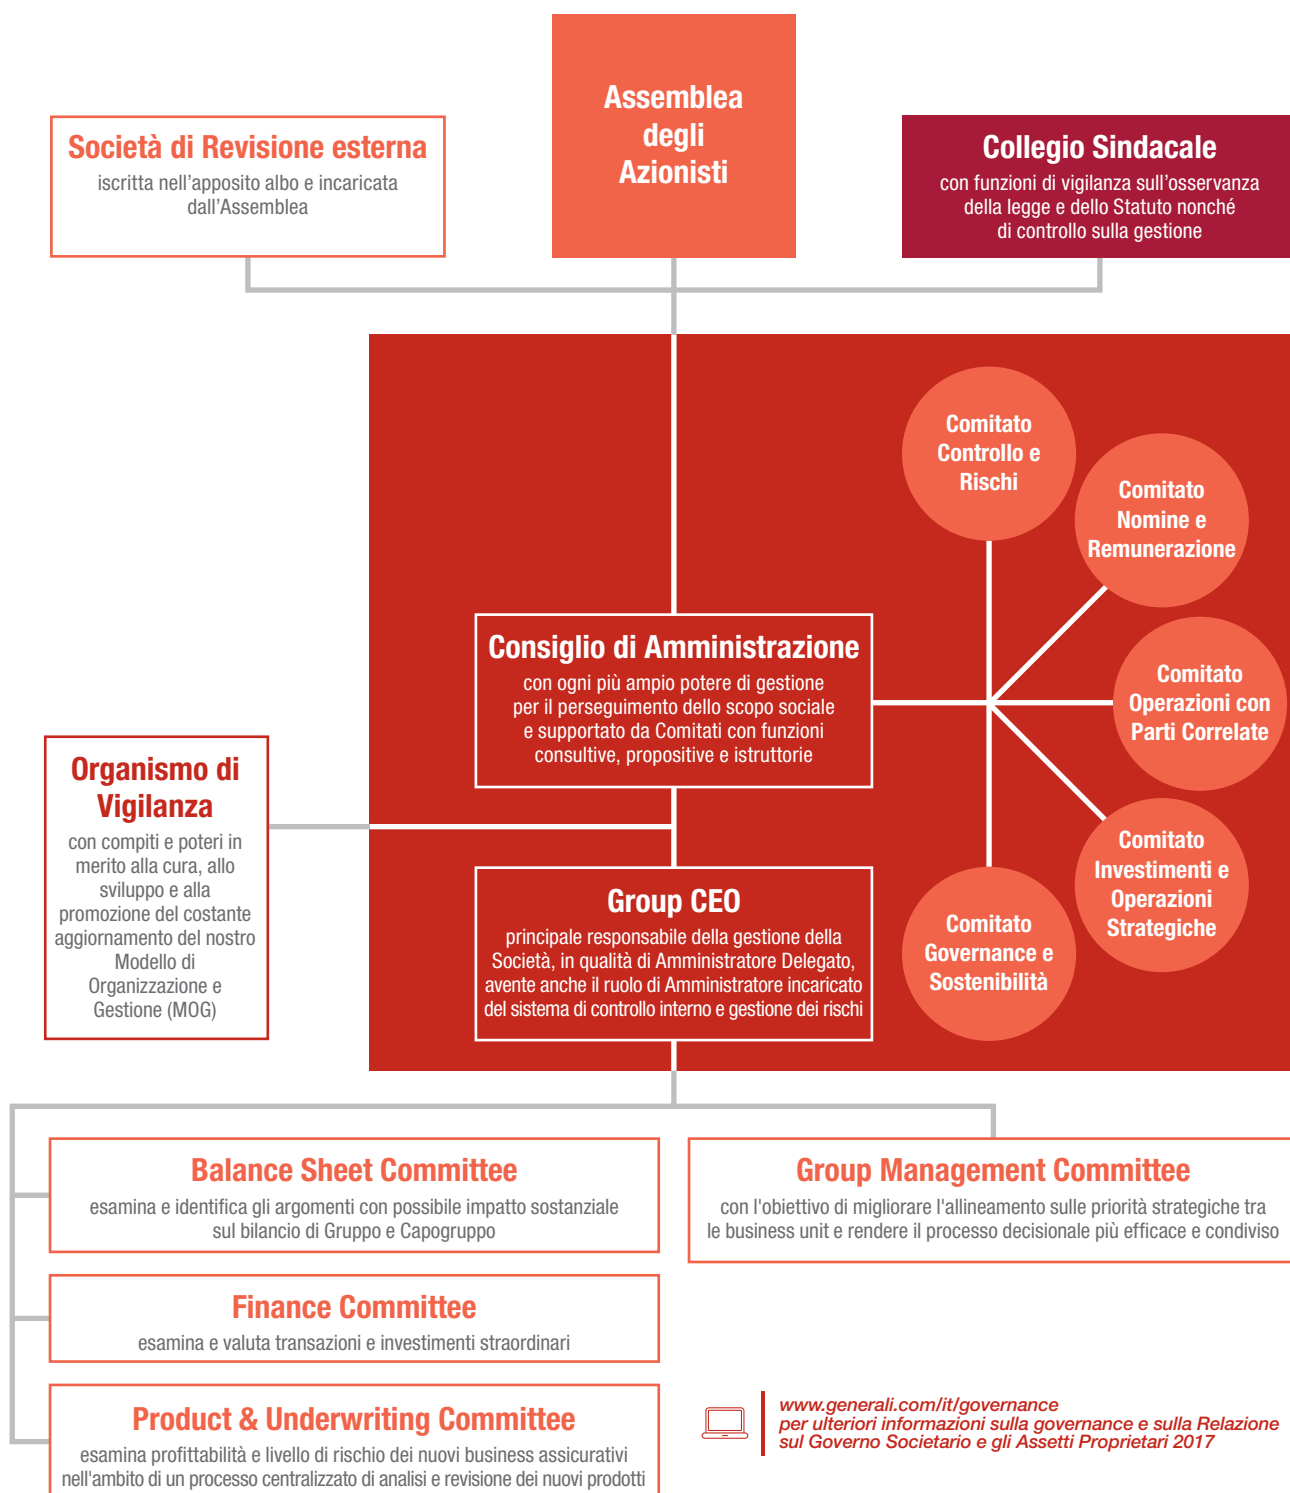 Assemblea
degli
Azionisti
Società di Revisione esterna
iscritta nell'apposito albo e incaricata
dall'Assemblea
Collegio Sindacale
con funzioni di vigilanza sull'osservanza
della legge e dello Statuto nonché
di controllo sulla gestione
Comitato
Controllo e
Rischi
Comitato
Nomine e
Remunerazione
Comitato
Operazioni con
Parti Correlate
Comitato
Investimenti e
Operazioni
Strategiche
Comitato
Governance e
Sostenibilità
Consiglio di Amministrazione
con ogni più ampio potere di gestione
per il perseguimento dello scopo sociale
e supportato da Comitati con funzioni
consultive, propositive e istruttorie
Organismo di
Vigilanza
con compiti e poteri in
merito alla cura, allo
sviluppo e alla
promozione del costante
aggiornamento del nostro
Modello di
Organizzazione e
Gestione (MOG)
Group CEO
principale responsabile della gestione della
Società, in qualità di Amministratore Delegato,
avente anche il ruolo di Amministratore incaricato
del sistema di controllo interno e gestione dei rischi
Balance Sheet Committee
esamina e identifica gli argomenti con possibile impatto sostanziale
sul bilancio di Gruppo e Capogruppo
Group Management Committee
con l'obiettivo di migliorare l'allineamento sulle priorità strategiche tra
le business unit e rendere il processo decisionale più efficace e condiviso
Finance Committee
esamina e valuta transazioni e investimenti straordinari
Product & Underwriting Committee
esamina profittabilità e livello di rischio dei nuovi business assicurativi
nell'ambito di un processo centralizzato di analisi e revisione dei nuovi prodotti
www.generali.com/it/governance
per ulteriori informazioni sulla governance e sulla Relazione
sul Governo Societario e gli Assetti Proprietari 2017